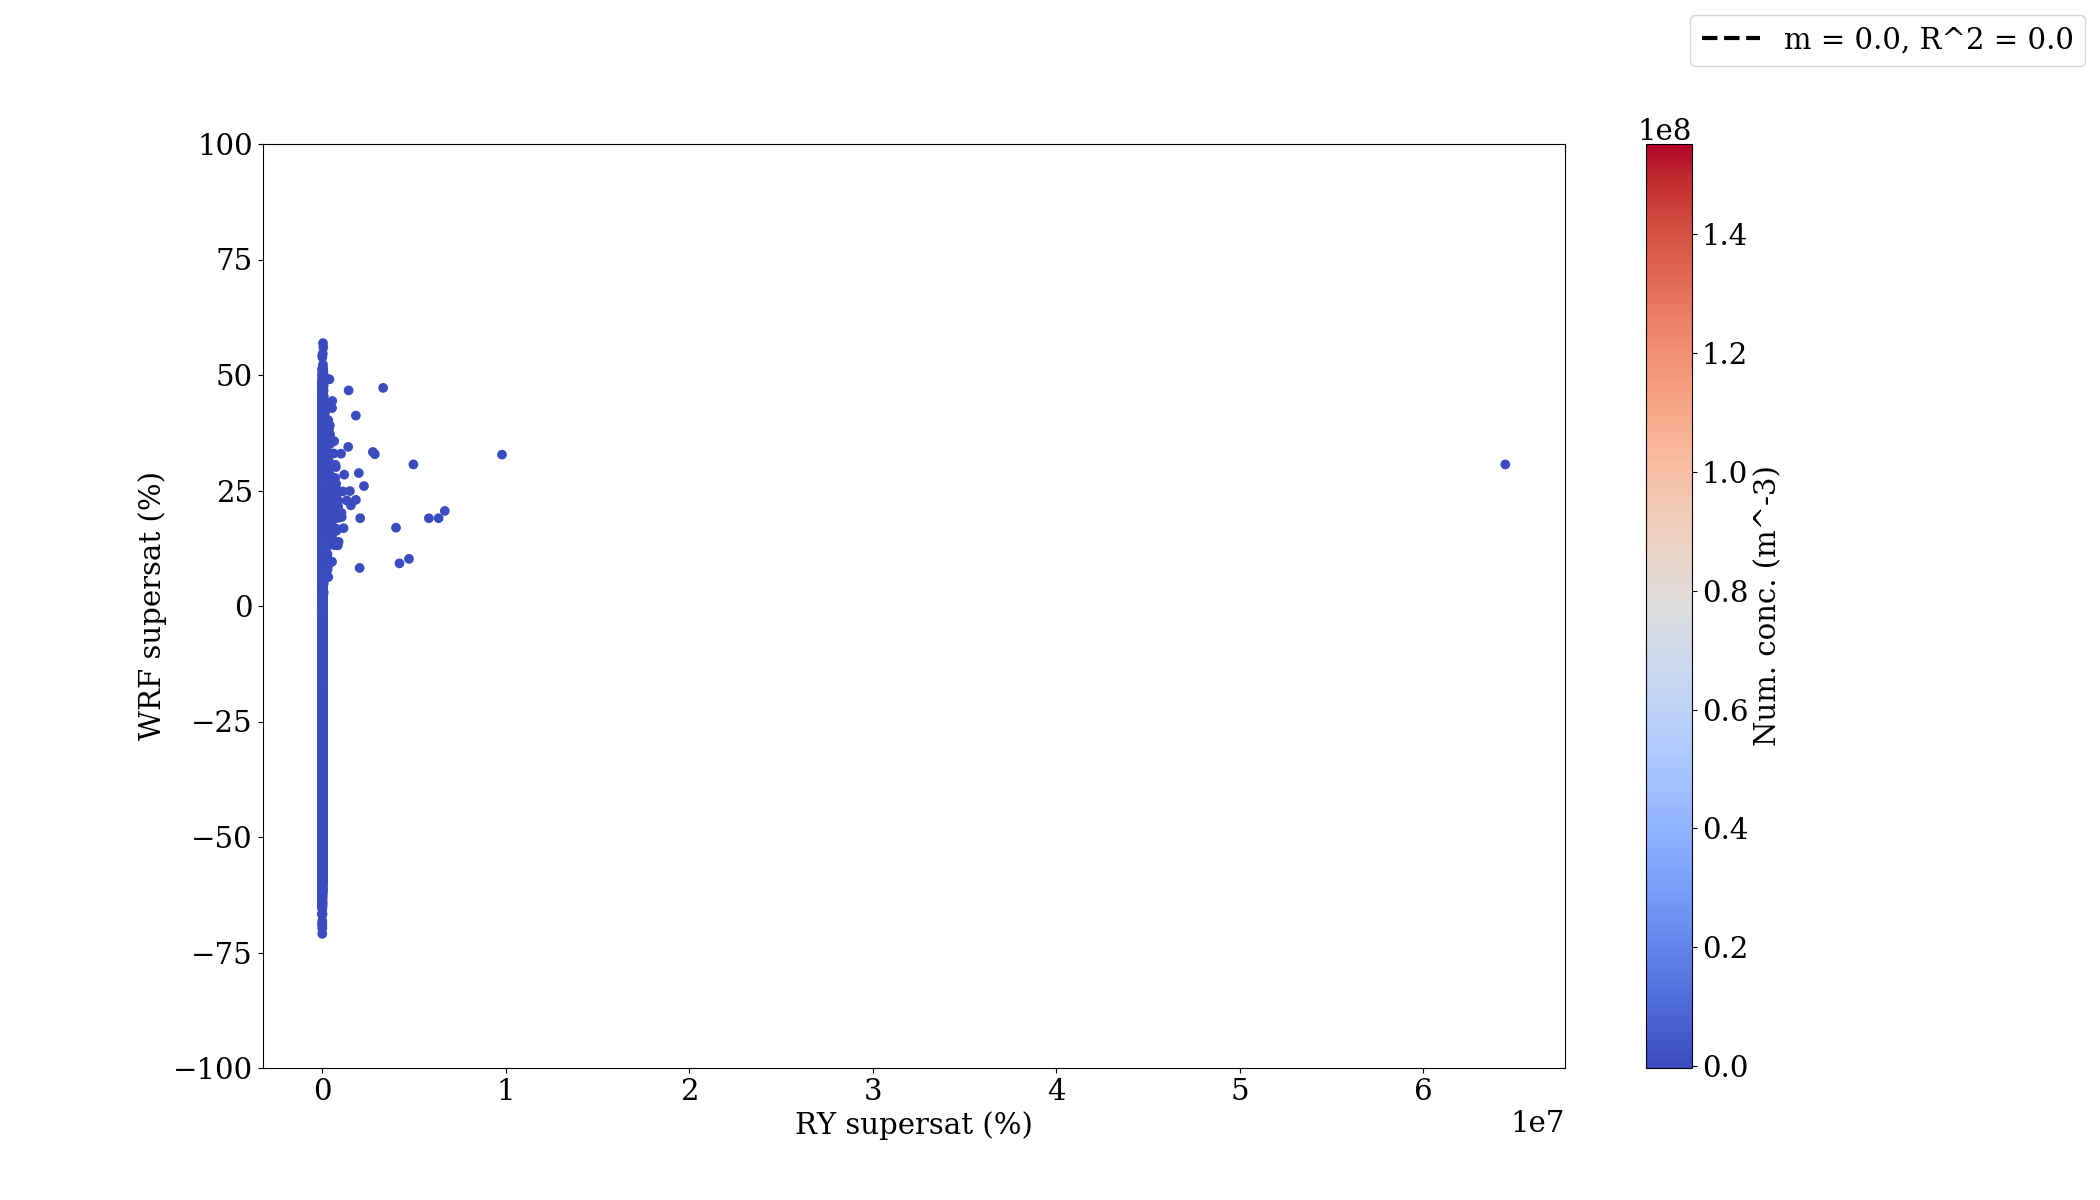 m = 0.0, R^2 = 0.0
1e8
100
75
50
25
0
−25
−50
−75
−100
WRF supersat (%)
0 1 2 3 4 5 6
1e7
RY supersat (%)
1.4
1.2
1.0
0.8
0.6
0.4
0.2
0.0
Num. conc. (m^-3)